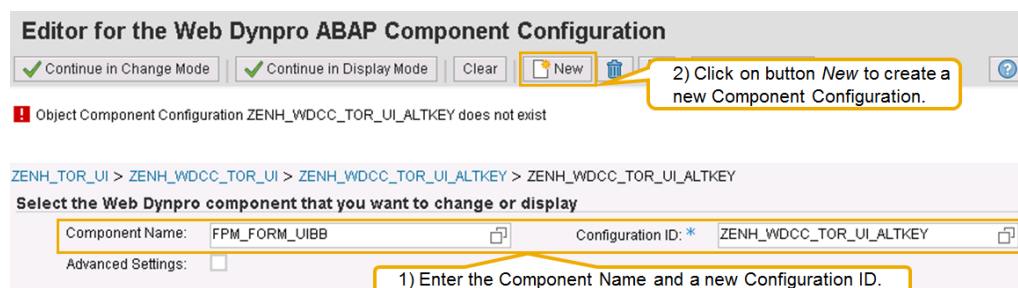 Editor for the Web Dynpro ABAP Component Configuration
Continue in Change Mode
Continue in Display Mode
Clear
New
2) Click on button New to create a
new Component Configuration.
Object Component Configuration ZENH_WDCC_TOR_UI_ALTKEY does not exist
ZENH_TOR_UI > ZENH_WDCC_TOR_UI > ZENH_WDCC_TOR_UI_ALTKEY > ZENH_WDCC_TOR_UI_ALTKEY
Select the Web Dynpro component that you want to change or display
Component Name: FPM_FORM_UIBB Configuration ID: * ZENH_WDCC_TOR_UI_ALTKEY
Advanced Settings:
1) Enter the Component Name and a new Configuration ID.